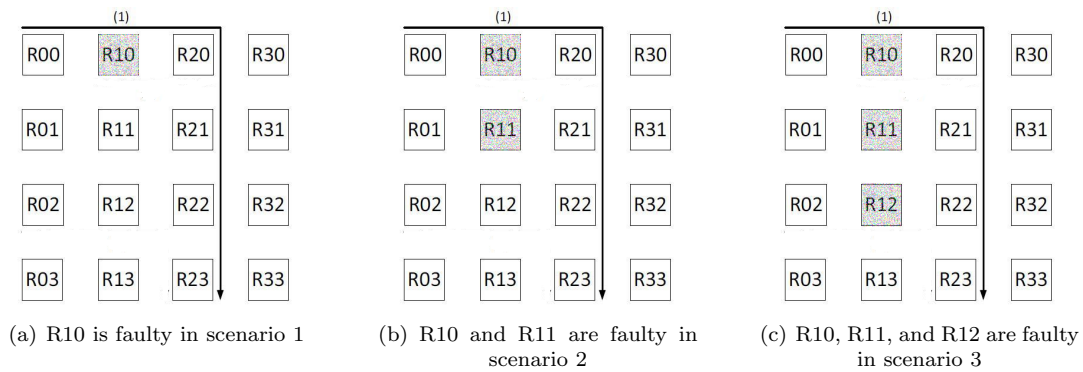 (1)
R00 R10 R20 R30
R01 R11 R21 R31
R02 R12 R22 R32
R03 R13 R23 R33
(a) R10 is faulty in scenario 1
(1)
R00 R10 R20 R30
R01 R11 R21 R31
R02 R12 R22 R32
R03 R13 R23 R33
(b) R10 and R11 are faulty in
scenario 2
(1)
R00 R10 R20 R30
R01 R11 R21 R31
R02 R12 R22 R32
R03 R13 R23 R33
(c) R10, R11, and R12 are faulty
in scenario 3